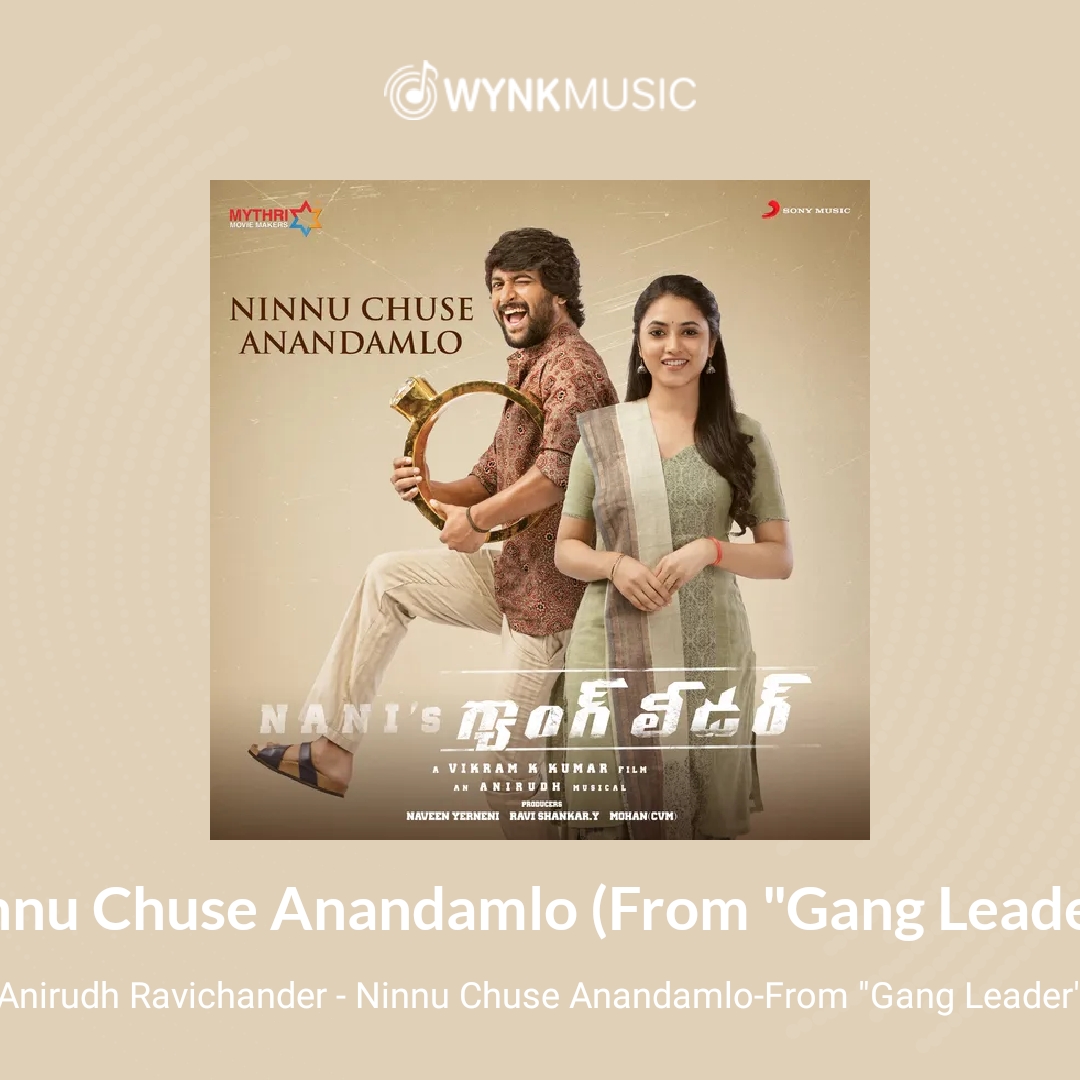 WYNKMUSIC
MYTHRI
MOVIE MAKERS
SONY MUSIC
NINNU CHUSE
ANANDAMLO
NANI's గ్యాంగ్ లీడర్
A VIKRAM K KUMAR FILM
AN ANIRUDH MUSICAL
PRODUCERS
NAVEEN YERNENI RAVI SHANKAR.Y MOHAN(CVM)
nnu Chuse Anandamlo (From "Gang Leade
Anirudh Ravichander - Ninnu Chuse Anandamlo-From "Gang Leader"